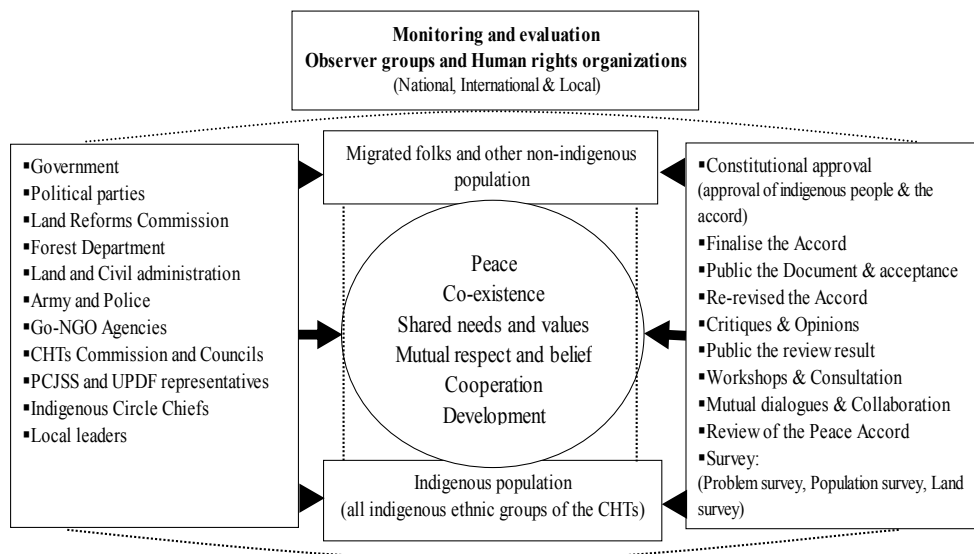 Monitoring and evaluation
Observer groups and Human rights organizations
(National, International & Local)
▪Government
▪Political parties
▪Land Reforms Commission
▪Forest Department
▪Land and Civil administration
▪Army and Police
▪Go-NGO Agencies
▪CHTs Commission and Councils
▪PCJSS and UPDF representatives
▪Indigenous Circle Chiefs
▪Local leaders
Migrated folks and other non-indigenous
population
Peace
Co-existence
Shared needs and values
Mutual respect and belief
Cooperation
Development
Indigenous population
(all indigenous ethnic groups of the CHTs)
▪Constitutional approval
(approval of indigenous people & the
accord)
▪Finalise the Accord
▪Public the Document & acceptance
▪Re-revised the Accord
▪Critiques & Opinions
▪Public the review result
▪Workshops & Consultation
▪Mutual dialogues & Collaboration
▪Review of the Peace Accord
▪Survey:
(Problem survey, Population survey, Land
survey)